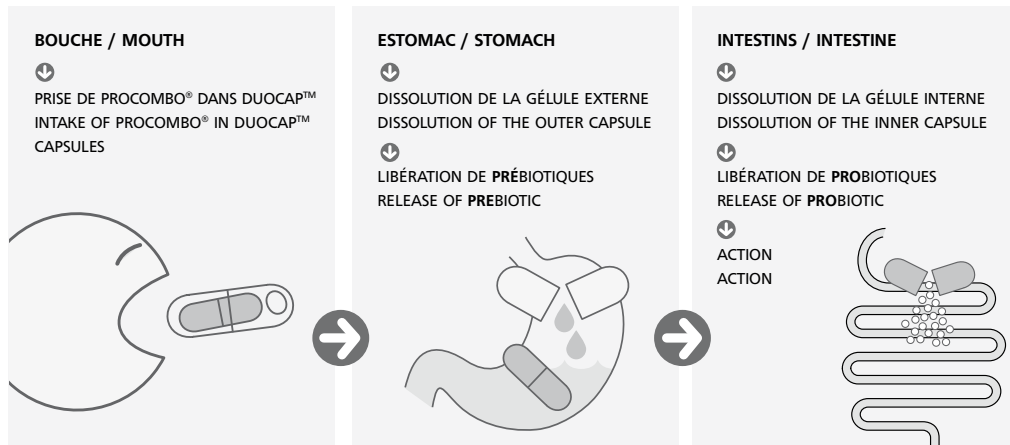 BOUCHE / MOUTH
PRISE DE PROCOMBO® DANS DUOCAP™
INTAKE OF PROCOMBO® IN DUOCAP™
CAPSULES
ESTOMAC / STOMACH
DISSOLUTION DE LA GÉLULE EXTERNE
DISSOLUTION OF THE OUTER CAPSULE
LIBÉRATION DE PRÉBIOTIQUES
RELEASE OF PREBIOTIC
INTESTINS / INTESTINE
DISSOLUTION DE LA GÉLULE INTERNE
DISSOLUTION OF THE INNER CAPSULE
LIBÉRATION DE PROBIOTIQUES
RELEASE OF PROBIOTIC
ACTION
ACTION